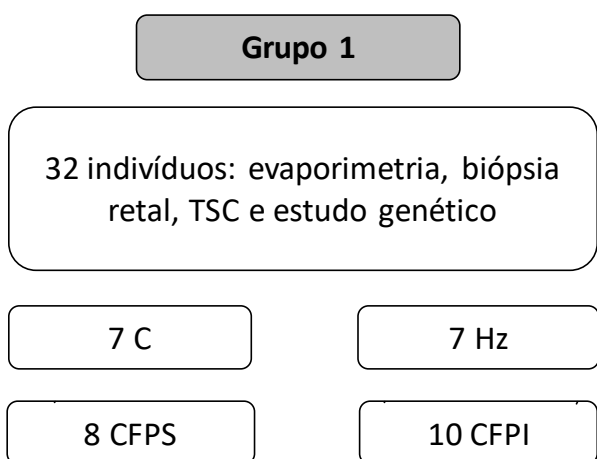 Grupo 1
32 indivíduos: evaporimetria, biópsia
retal, TSC e estudo genético
7 C
7 Hz
8 CFPS
10 CFPI